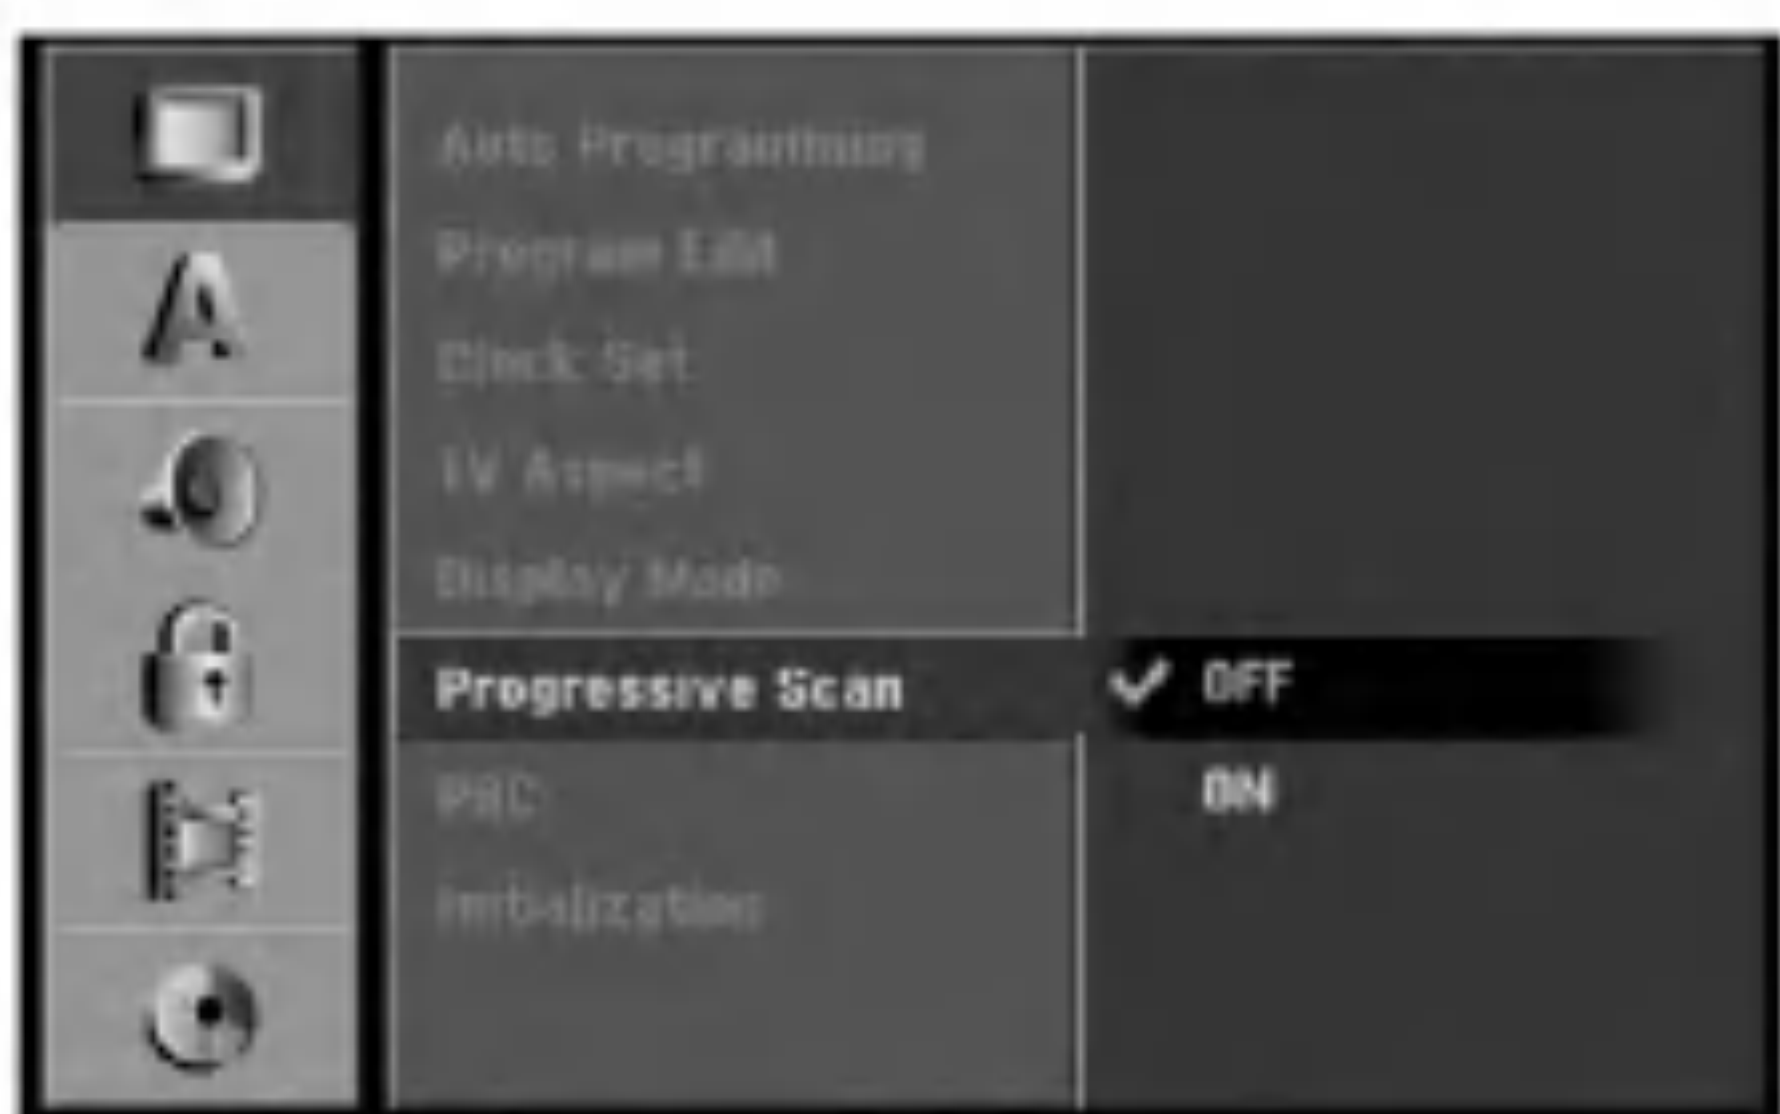 Auto Programming
Program Edit
Clock Set
TV Aspect
Display Mode
Progressive Scan
OFF
ON
PBC
Initialization